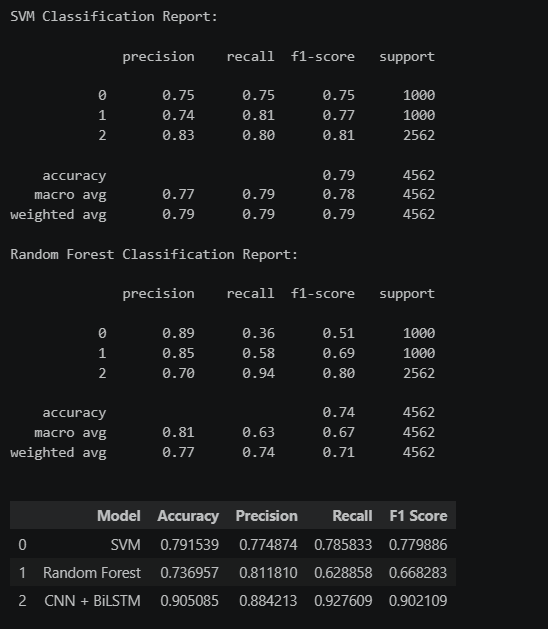 SVM Classification Report:
precision recall f1-score support
0 0.75 0.75 0.75 1000
1 0.74 0.81 0.77 1000
2 0.83 0.80 0.81 2562
accuracy 0.79 4562
macro avg 0.77 0.79 0.78 4562
weighted avg 0.79 0.79 0.79 4562
Random Forest Classification Report:
precision recall f1-score support
0 0.89 0.36 0.51 1000
1 0.85 0.58 0.69 1000
2 0.70 0.94 0.80 2562
accuracy 0.74 4562
macro avg 0.81 0.63 0.67 4562
weighted avg 0.77 0.74 0.71 4562
Model Accuracy Precision Recall F1 Score
0 SVM 0.791539 0.774874 0.785833 0.779886
1 Random Forest 0.736957 0.811810 0.628858 0.668283
2 CNN + BiLSTM 0.905085 0.884213 0.927609 0.902109